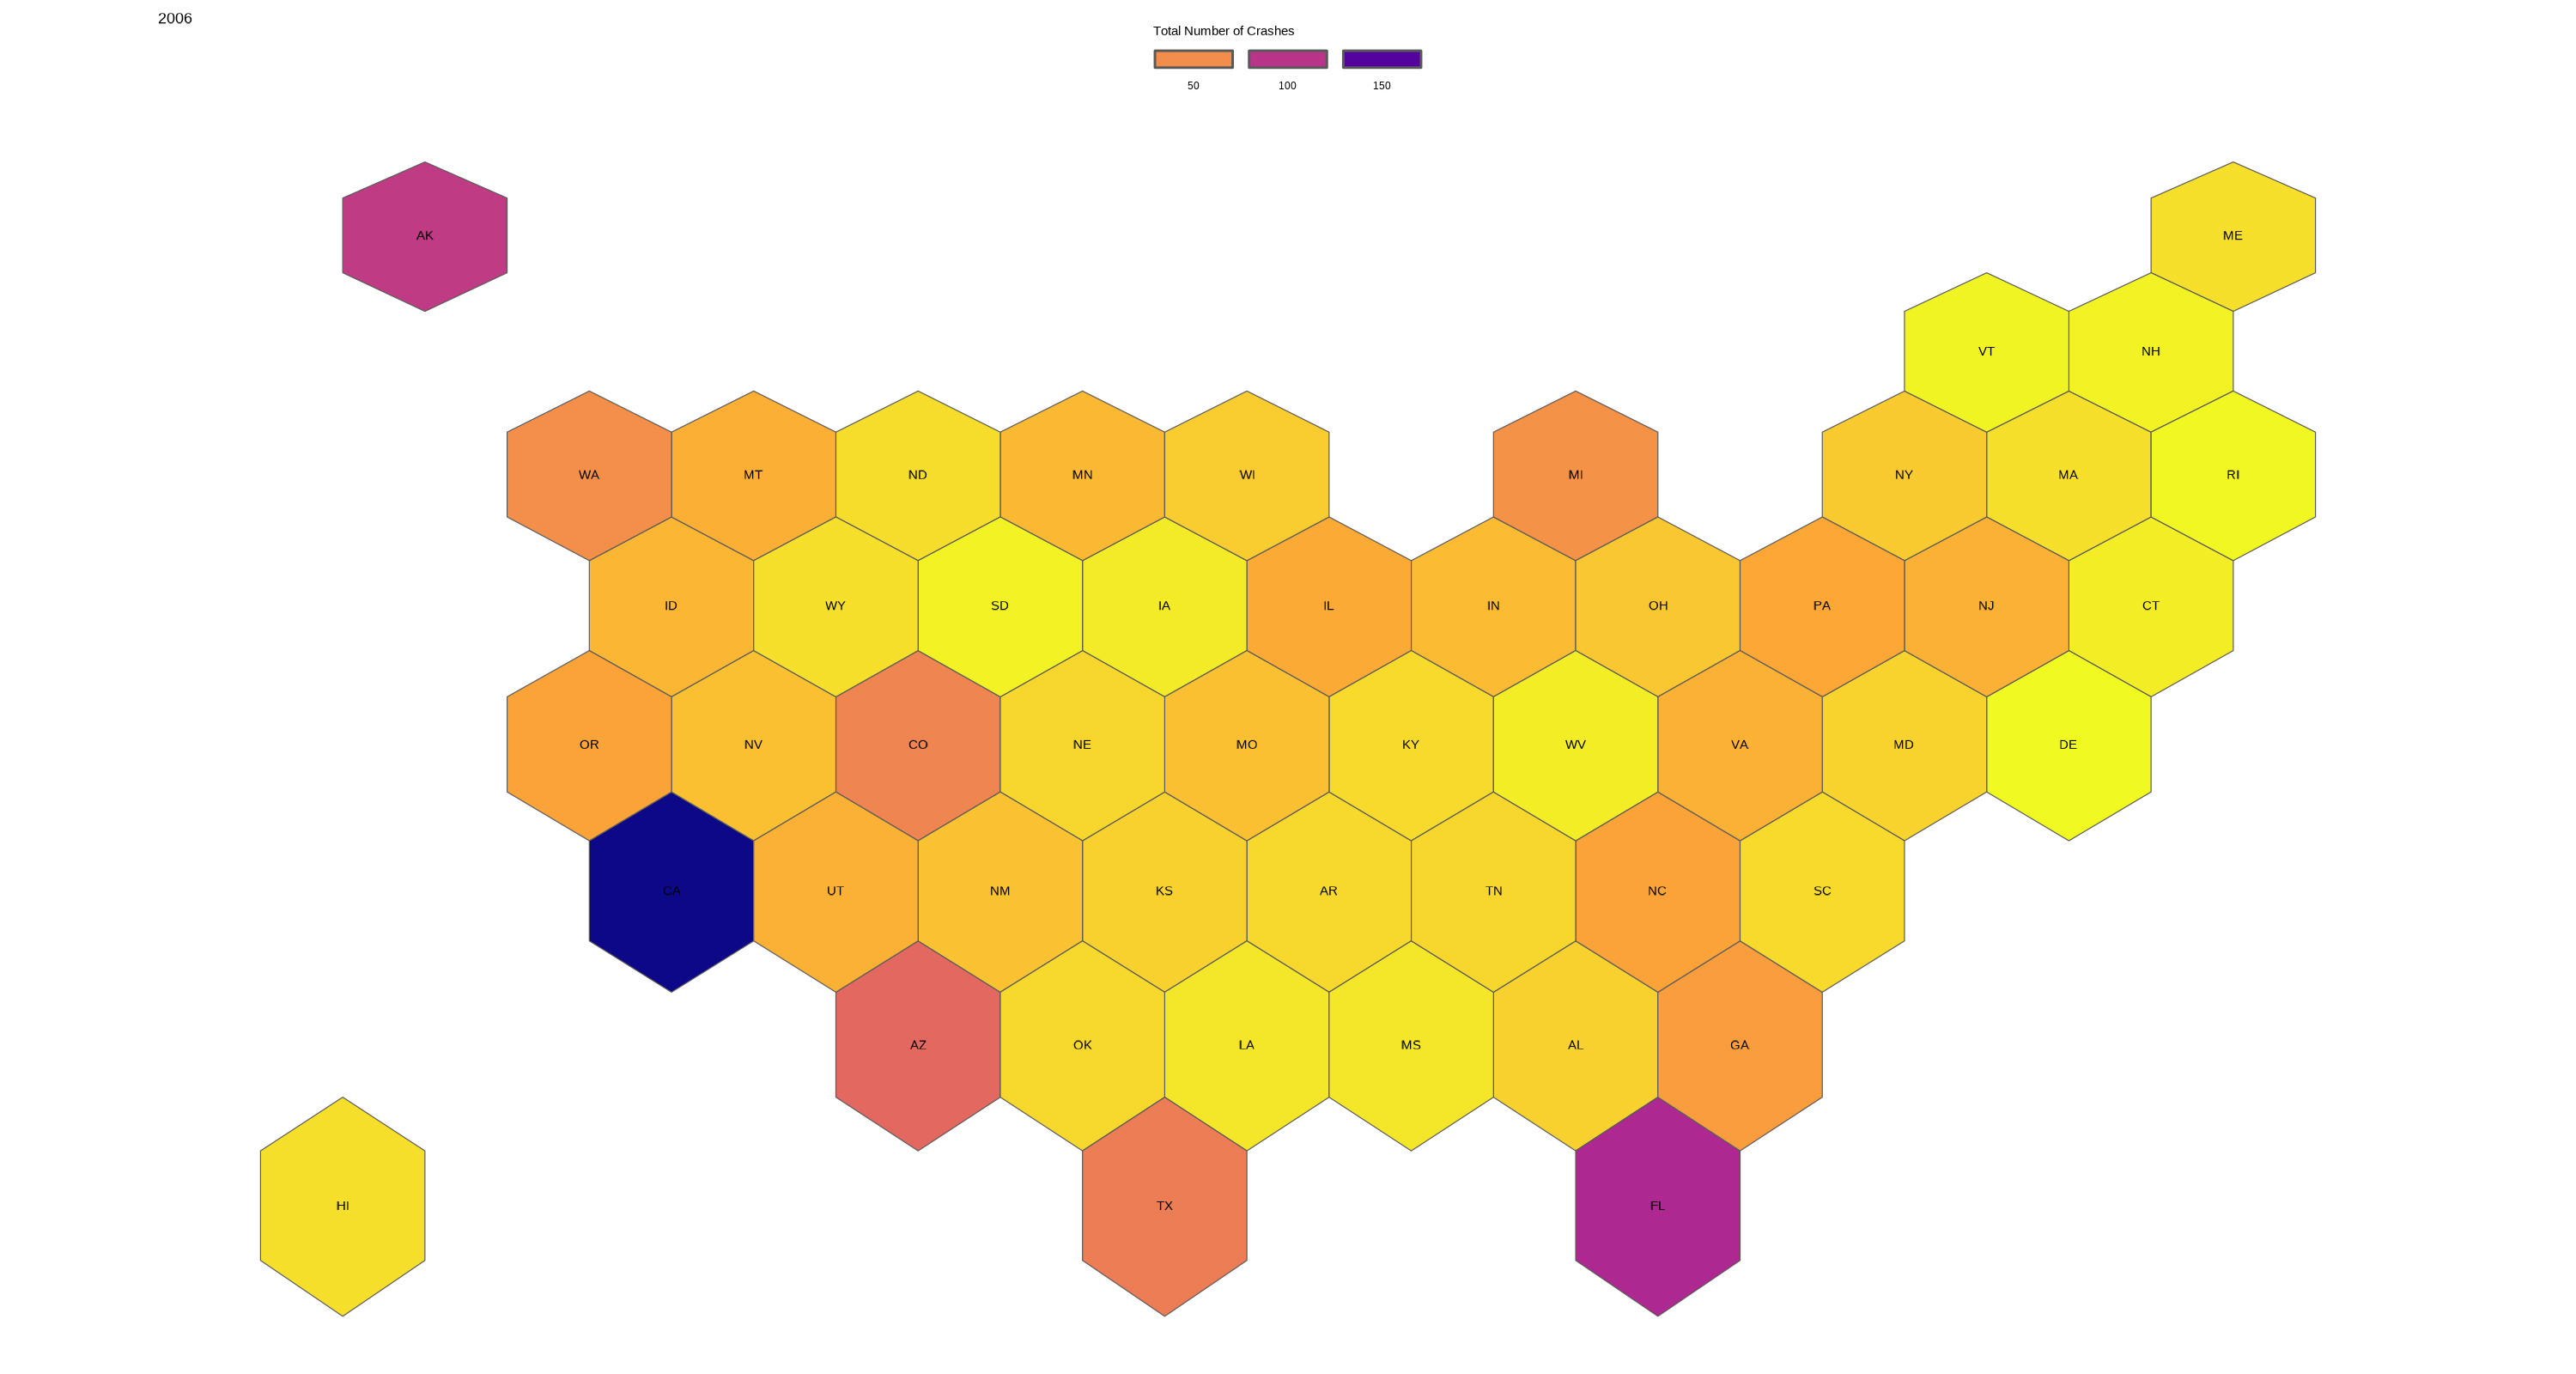 2006
Total Number of Crashes
50 100 150
AK ME
VT NH
WA MT ND MN WI MI NY MA RI
ID WY SD IA IL IN OH PA NJ CT
OR NV CO NE MO KY WV VA MD DE
CA UT NM KS AR TN NC SC
AZ OK LA MS AL GA
HI TX FL